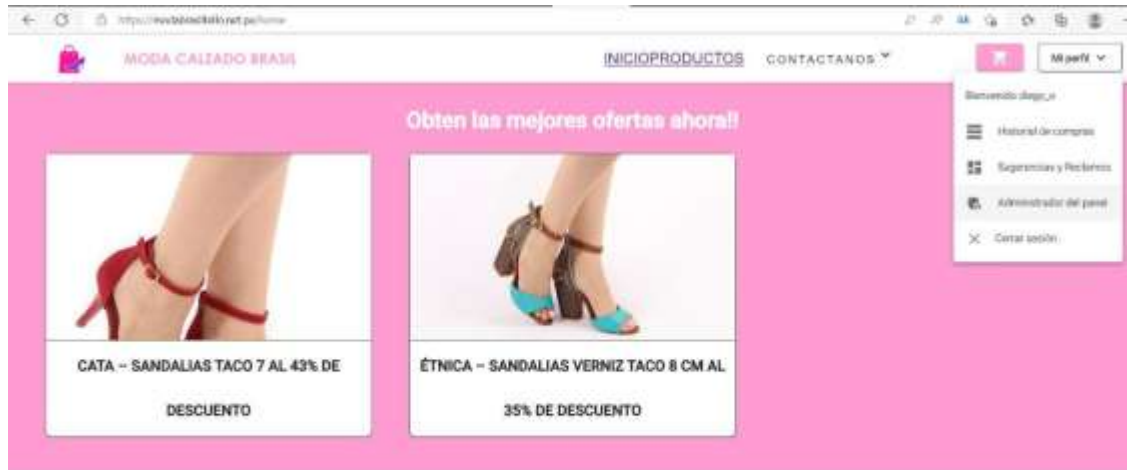 MODA CALZADO BRASIL
INICIOPRODUCTOS CONTACTANOS
Mi perfil
Bienvenido diego_o
Historial de compras
Sugerencias y Reclamos
Administrador del panel
Cerrar sesión
Obten las mejores ofertas ahora!!
CATA – SANDALIAS TACO 7 AL 43% DE
DESCUENTO
ÉTNICA – SANDALIAS VERNIZ TACO 8 CM AL
35% DE DESCUENTO